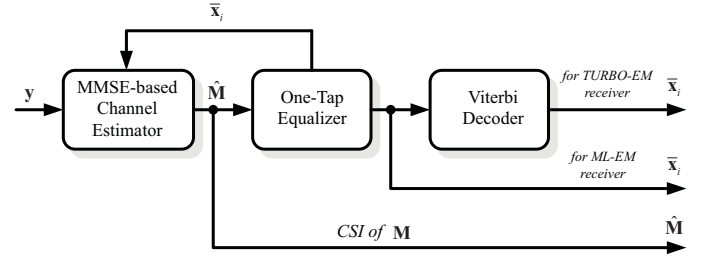 x̄ᵢ
y
MMSE-based
Channel
Estimator
M̂
One-Tap
Equalizer
Viterbi
Decoder
for TURBO-EM
receiver
x̄ᵢ
for ML-EM
receiver
x̄ᵢ
CSI of M
M̂